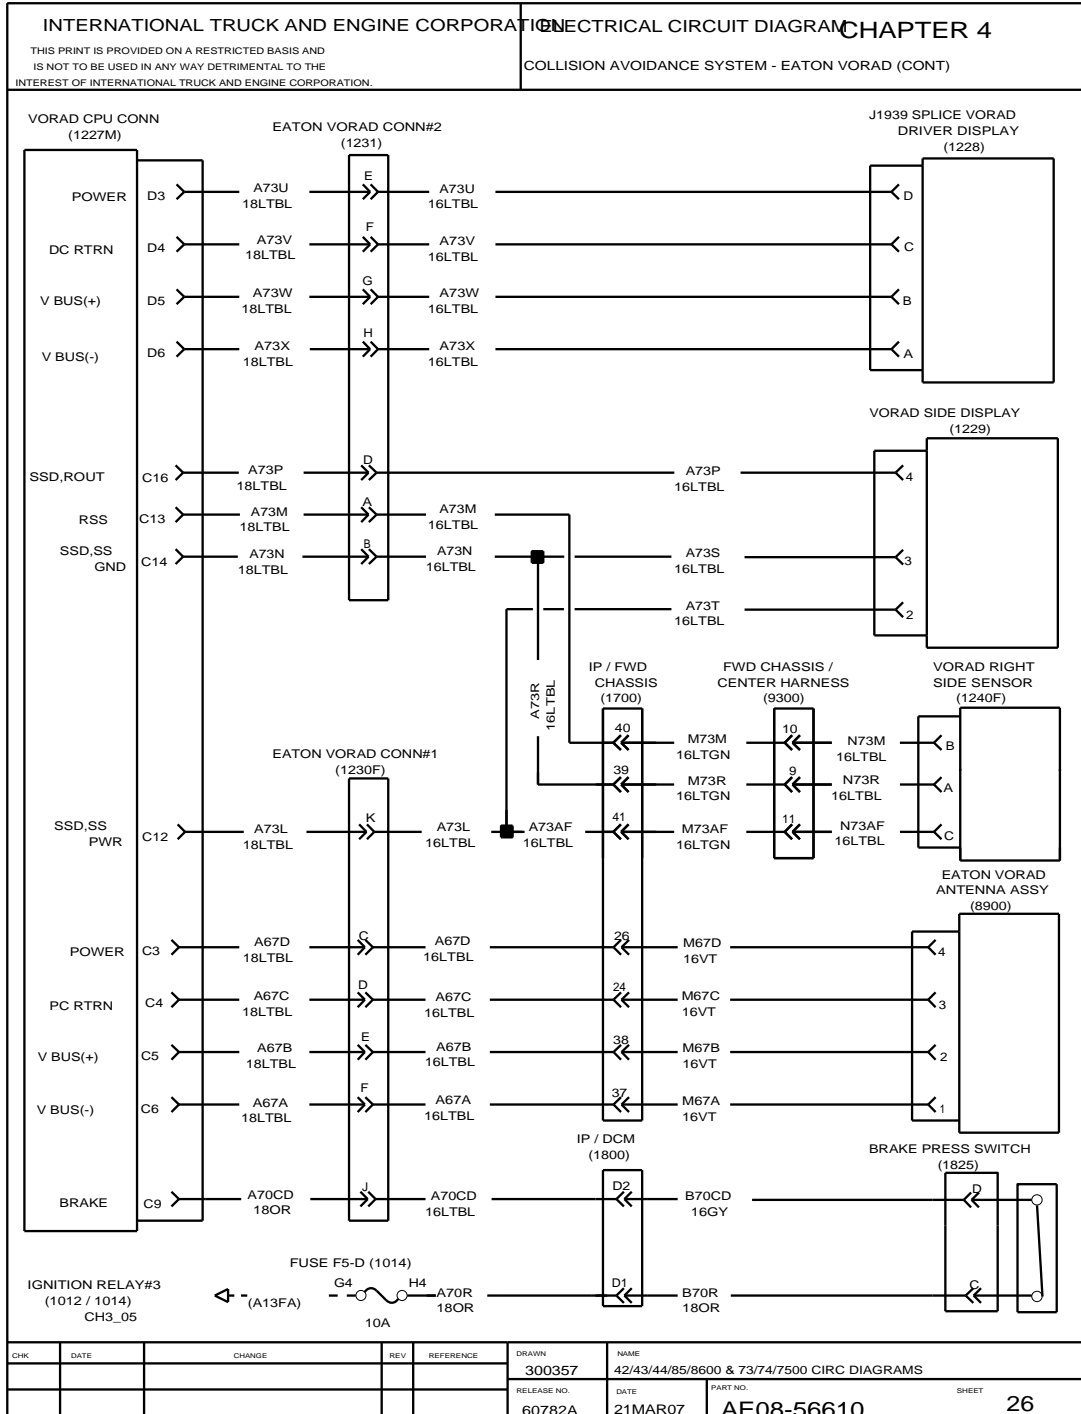 INTERNATIONAL TRUCK AND ENGINE CORPORATION
ELECTRICAL CIRCUIT DIAGRAM
CHAPTER 4
THIS PRINT IS PROVIDED ON A RESTRICTED BASIS AND
IS NOT TO BE USED IN ANY WAY DETRIMENTAL TO THE
INTEREST OF INTERNATIONAL TRUCK AND ENGINE CORPORATION.
COLLISION AVOIDANCE SYSTEM - EATON VORAD (CONT)
VORAD CPU CONN
(1227M)
EATON VORAD CONN#2
(1231)
J1939 SPLICE VORAD
DRIVER DISPLAY
(1228)
POWER D3 A73U E A73U D
18LTBL 16LTBL
DC RTRN D4 A73V F A73V C
18LTBL 16LTBL
V BUS(+) D5 A73W G A73W B
18LTBL 16LTBL
V BUS(-) D6 A73X H A73X A
18LTBL 16LTBL
VORAD SIDE DISPLAY
(1229)
SSD,ROUT C16 A73P D A73P 4
18LTBL 16LTBL
RSS C13 A73M A A73M
18LTBL 16LTBL
SSD,SS
GND C14 A73N B A73N A73S 3
18LTBL 16LTBL 16LTBL
A73T 2
16LTBL
A73R
16LTBL
IP / FWD
CHASSIS
(1700)
FWD CHASSIS /
CENTER HARNESS
(9300)
VORAD RIGHT
SIDE SENSOR
(1240F)
40 M73M 10 N73M B
16LTGN 16LTBL
39 M73R 9 N73R A
16LTGN 16LTBL
EATON VORAD CONN#1
(1230F)
SSD,SS
PWR C12 A73L K A73L A73AF 41 M73AF 11 N73AF C
18LTBL 16LTBL 16LTBL 16LTGN 16LTBL
EATON VORAD
ANTENNA ASSY
(8900)
POWER C3 A67D C A67D 26 M67D 4
18LTBL 16LTBL 16VT
PC RTRN C4 A67C D A67C 24 M67C 3
18LTBL 16LTBL 16VT
V BUS(+) C5 A67B E A67B 38 M67B 2
18LTBL 16LTBL 16VT
V BUS(-) C6 A67A F A67A 37 M67A 1
18LTBL 16LTBL 16VT
IP / DCM
(1800)
BRAKE PRESS SWITCH
(1825)
BRAKE C9 A70CD J A70CD D2 B70CD D
18OR 16LTBL 16GY
FUSE F5-D (1014)
IGNITION RELAY#3
(1012 / 1014)
CH3_05
(A13FA) G4 H4 A70R D1 B70R C
10A 18OR 18OR
CHK DATE CHANGE REV REFERENCE
DRAWN
300357
NAME
42/43/44/85/8600 & 73/74/7500 CIRC DIAGRAMS
RELEASE NO.
60782A
DATE
21MAR07
PART NO.
AE08-56610
SHEET
26